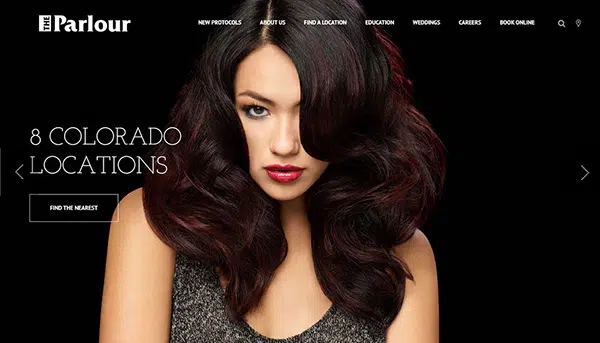 THE Parlour
NEW PROTOCOLS ABOUT US FIND A LOCATION EDUCATION WEDDINGS CAREERS BOOK ONLINE
8 COLORADO
LOCATIONS
FIND THE NEAREST